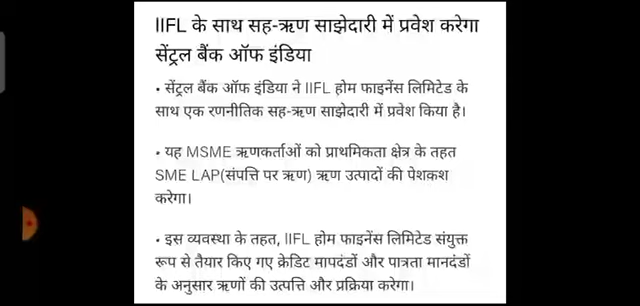 IIFL के साथ सह-ऋण साझेदारी में प्रवेश करेगा
सेंट्रल बैंक ऑफ इंडिया
• सेंट्रल बैंक ऑफ इंडिया ने IIFL होम फाइनेंस लिमिटेड के
साथ एक रणनीतिक सह-ऋण साझेदारी में प्रवेश किया है।
• यह MSME ऋणकर्ताओं को प्राथमिकता क्षेत्र के तहत
SME LAP(संपत्ति पर ऋण) ऋण उत्पादों की पेशकश
करेगा।
• इस व्यवस्था के तहत, IIFL होम फाइनेंस लिमिटेड संयुक्त
रूप से तैयार किए गए क्रेडिट मापदंडों और पात्रता मानदंडों
के अनुसार ऋणों की उत्पत्ति और प्रक्रिया करेगा।